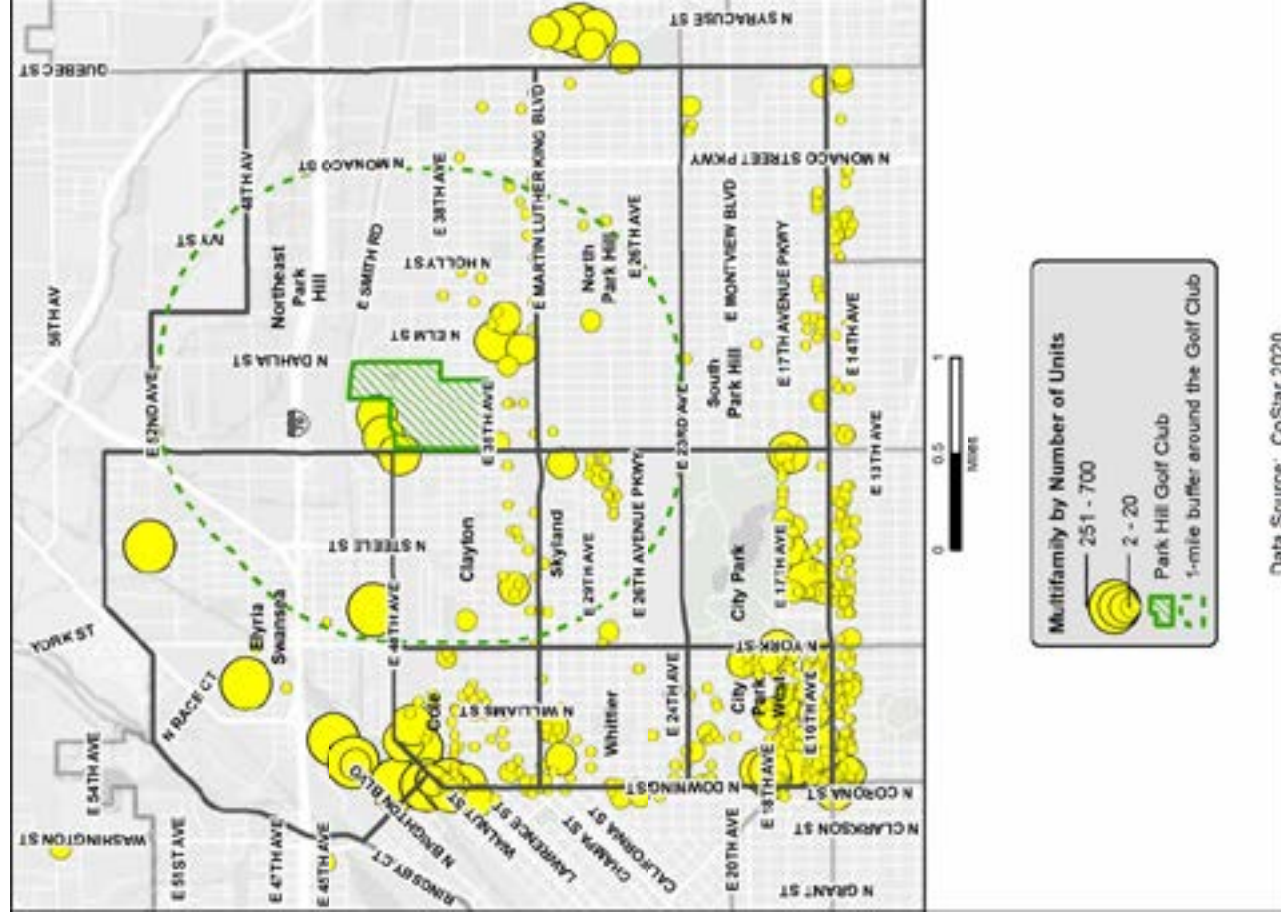 N SYRACUSE ST
QUEBEC ST
56TH AV
48TH AV
N MONACO ST
E 38TH AVE
E MARTIN LUTHER KING BLVD
N MONACO STREET PKWY
IVY ST
E 52ND AVE
Northeast
Park
Hill
E SMITH RD
N HOLLY ST
North
Park Hill
E 26TH AVE
E MONTVIEW BLVD
E 17TH AVENUE PKWY
E 14TH AVE
N DAHLIA ST
N ELM ST
70
E 35TH AVE
E 23RD AVE
South
Park Hill
E 13TH AVE
N STEELE ST
Clayton
Skyland
E 29TH AVE
E 26TH AVENUE PKWY
City Park
E 17TH AVE
YORK ST
Elyria
Swansea
N YORK ST
N RACE CT
Cole
N WILLIAMS ST
Whittier
E 24TH AVE
City
Park
West
E 16TH AVE
E 54TH AVE
N BRIGHTON BLVD
WALNUT ST
LAWRENCE ST
CHAMPA ST
CALIFORNIA ST
N DOWNING ST
E 18TH AVE
N CORONA ST
WASHINGTON ST
E 51ST AVE
E 47TH AVE
E 45TH AVE
RINGSBY CT
E 20TH AVE
N CLARKSON ST
N GRANT ST
0 0.5 1
Miles
Multifamily by Number of Units
251 - 700
2 - 20
Park Hill Golf Club
1-mile buffer around the Golf Club
Data Source: CoStar 2020